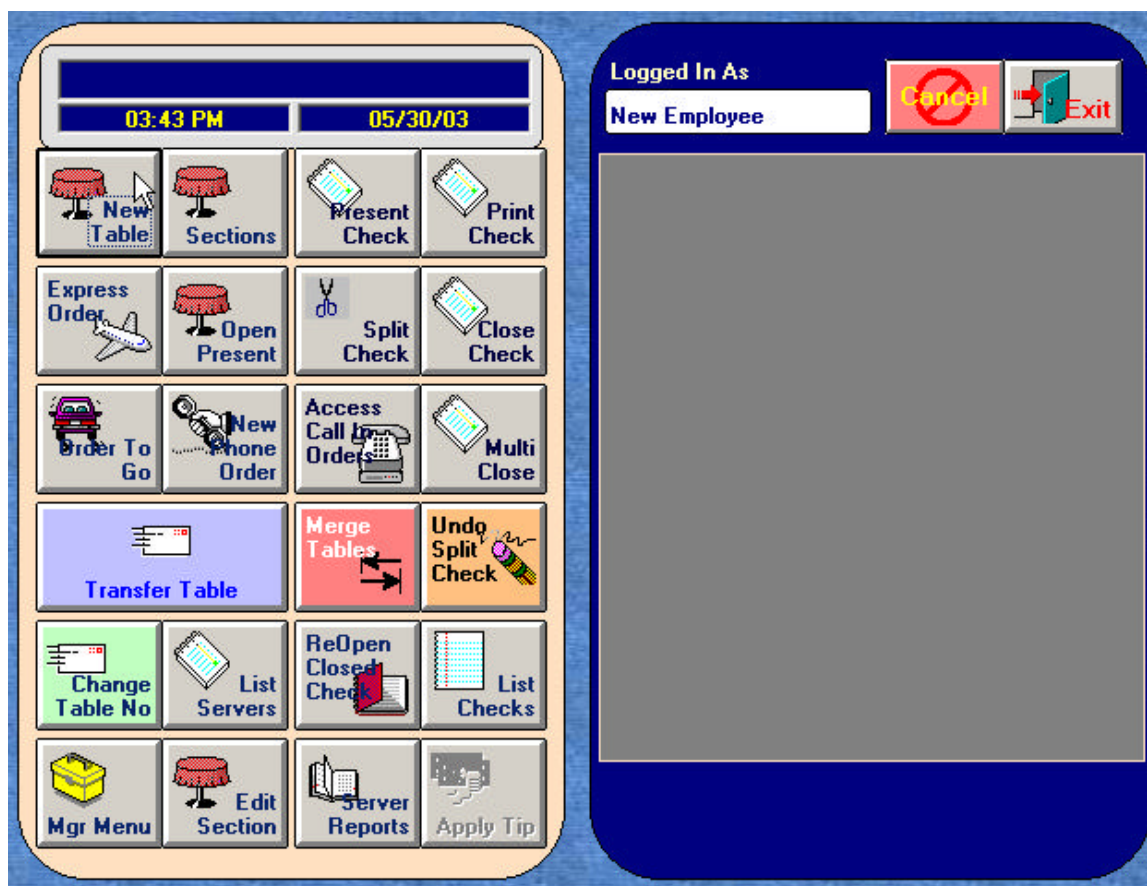 03:43 PM
05/30/03
Logged In As
New Employee
Cancel
Exit
New
Table
Sections
Present
Check
Print
Check
Express
Order
Open
Present
Split
Check
Close
Check
Order To
Go
New
Phone
Order
Access
Call In
Orders
Multi
Close
Transfer Table
Merge
Tables
Undo
Split
Check
Change
Table No
List
Servers
ReOpen
Closed
Check
List
Checks
Mgr Menu
Edit
Section
Server
Reports
Apply Tip